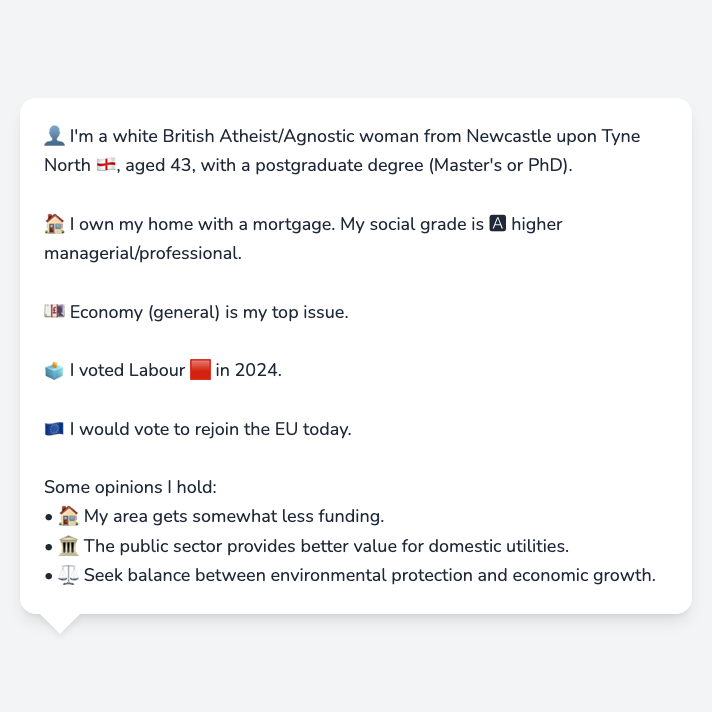 👤 I'm a white British Atheist/Agnostic woman from Newcastle upon Tyne
North 🏴󠁧󠁢󠁥󠁮󠁧󠁿, aged 43, with a postgraduate degree (Master's or PhD).
🏠 I own my home with a mortgage. My social grade is 🅰 higher
managerial/professional.
💷 Economy (general) is my top issue.
🗳️ I voted Labour 🟥 in 2024.
🇪🇺 I would vote to rejoin the EU today.
Some opinions I hold:
• 🏠 My area gets somewhat less funding.
• 🏛️ The public sector provides better value for domestic utilities.
• ⚖️ Seek balance between environmental protection and economic growth.